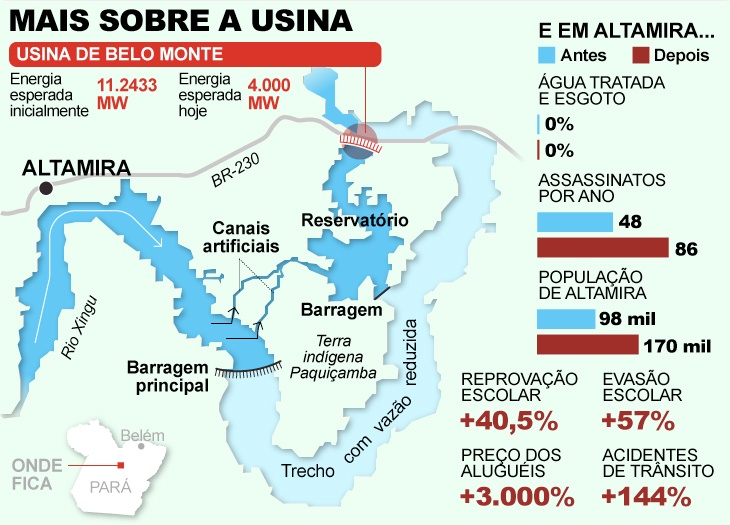 MAIS SOBRE A USINA
USINA DE BELO MONTE
Energia
esperada
inicialmente
11.2433
MW
Energia
esperada
hoje
4.000
MW
ALTAMIRA
BR-230
Canais
artificiais
Reservatório
Rio Xingu
Barragem
Terra
indígena
Paquiçamba
Barragem
principal
Trecho com vazão reduzida
ONDE
FICA
Belém
PARÁ
E EM ALTAMIRA...
Antes
Depois
ÁGUA TRATADA
E ESGOTO
0%
0%
ASSASSINATOS
POR ANO
48
86
POPULAÇÃO
DE ALTAMIRA
98 mil
170 mil
REPROVAÇÃO
ESCOLAR
+40,5%
EVASÃO
ESCOLAR
+57%
PREÇO DOS
ALUGUÉIS
+3.000%
ACIDENTES
DE TRÂNSITO
+144%